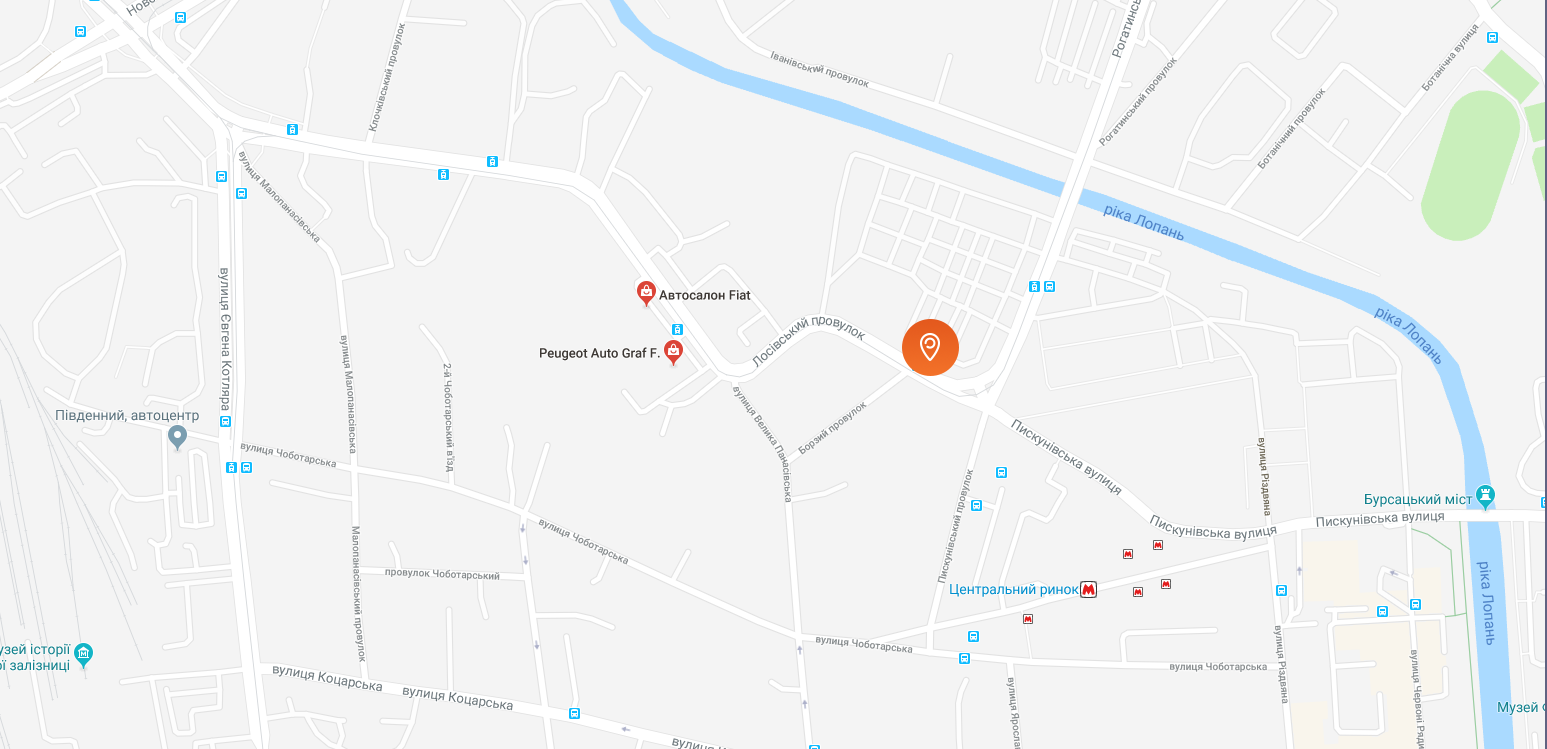 Ново
Клочківський провулок
Іванівський провулок
Рогатинсь
Рогатинський провулок
Ботанічна вулиця
Ботанічний провулок
вулиця Малопанасівська
ріка Лопань
вулиця Євгена Котляра
Автосалон Fiat
Лосівський провулок
Peugeot Auto Graf F.
ріка Лопань
вулиця Малопанасівська
2-й Чоботарський в'їзд
вулиця Велика Панасівська
Борзий провулок
Південний, автоцентр
вулиця Чоботарська
Пискунівська вулиця
вулиця Різдвяна
Пискунівський провулок
Бурсацький міст
Пискунівська вулиця
Пискунівська вулиця
вулиця Чоботарська
Малопанасівський провулок
провулок Чоботарський
Центральний ринок
ріка Лопань
узей історії
ої залізниці
вулиця Чоботарська
вулиця Чоботарська
вулиця Різдвяна
вулиця Червоні Ряди
вулиця Коцарська
вулиця Коцарська
вулиця Ярослав
Музей
вулиця К